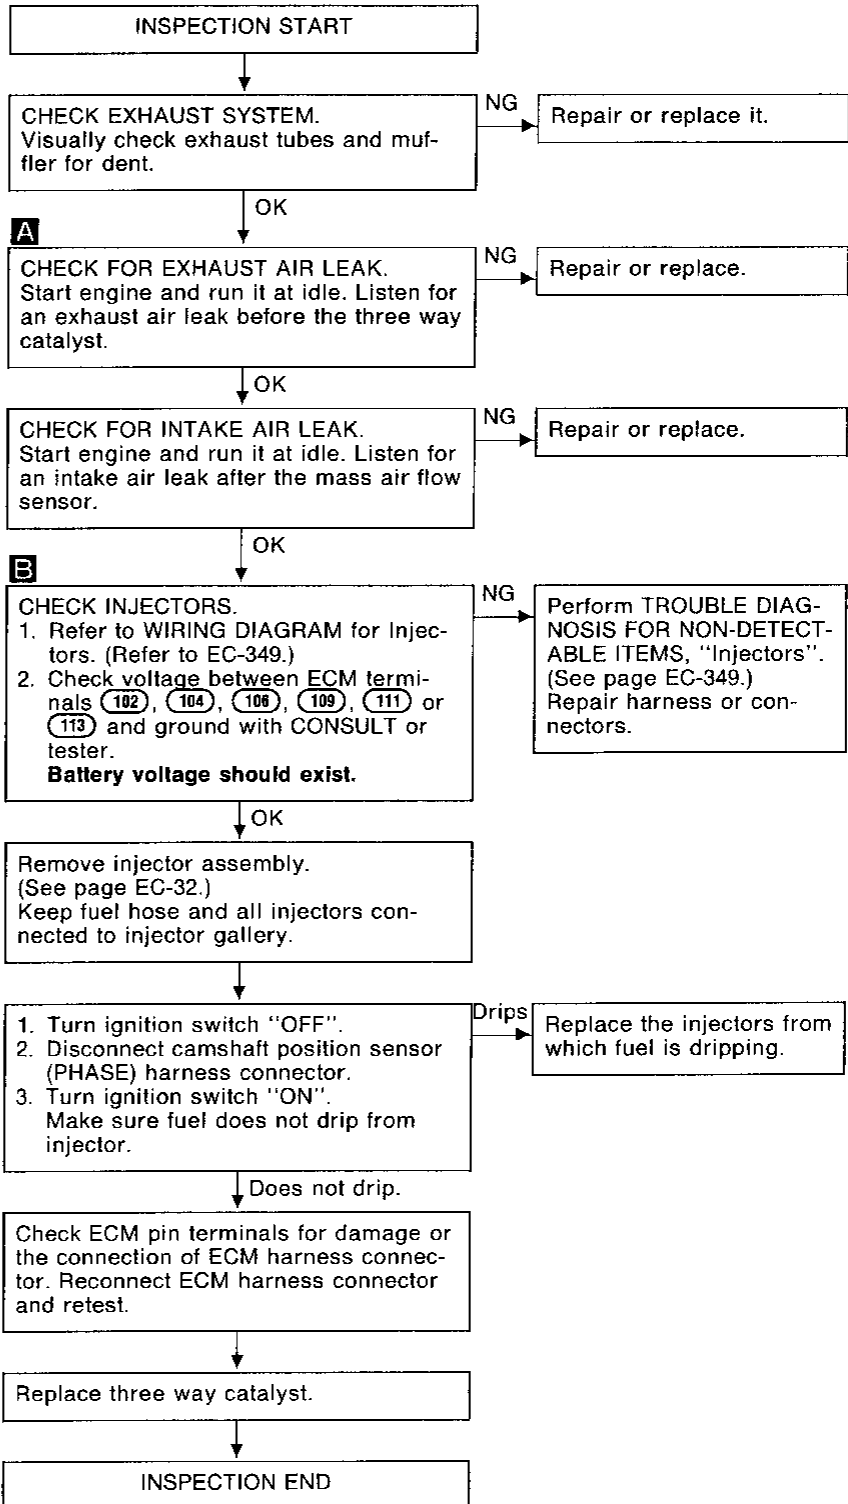 INSPECTION START
CHECK EXHAUST SYSTEM.
Visually check exhaust tubes and muf-
fler for dent.
NG
Repair or replace it.
OK
A
CHECK FOR EXHAUST AIR LEAK.
Start engine and run it at idle. Listen for
an exhaust air leak before the three way
catalyst.
NG
Repair or replace.
OK
CHECK FOR INTAKE AIR LEAK.
Start engine and run it at idle. Listen for
an intake air leak after the mass air flow
sensor.
NG
Repair or replace.
OK
B
CHECK INJECTORS.
1. Refer to WIRING DIAGRAM for Injec-
tors. (Refer to EC-349.)
2. Check voltage between ECM termi-
nals 102, 104, 106, 109, 111 or
113 and ground with CONSULT or
tester.
Battery voltage should exist.
NG
Perform TROUBLE DIAG-
NOSIS FOR NON-DETECT-
ABLE ITEMS, "Injectors".
(See page EC-349.)
Repair harness or con-
nectors.
OK
Remove injector assembly.
(See page EC-32.)
Keep fuel hose and all injectors con-
nected to injector gallery.
1. Turn ignition switch "OFF".
2. Disconnect camshaft position sensor
(PHASE) harness connector.
3. Turn ignition switch "ON".
Make sure fuel does not drip from
injector.
Drips
Replace the injectors from
which fuel is dripping.
Does not drip.
Check ECM pin terminals for damage or
the connection of ECM harness connec-
tor. Reconnect ECM harness connector
and retest.
Replace three way catalyst.
INSPECTION END